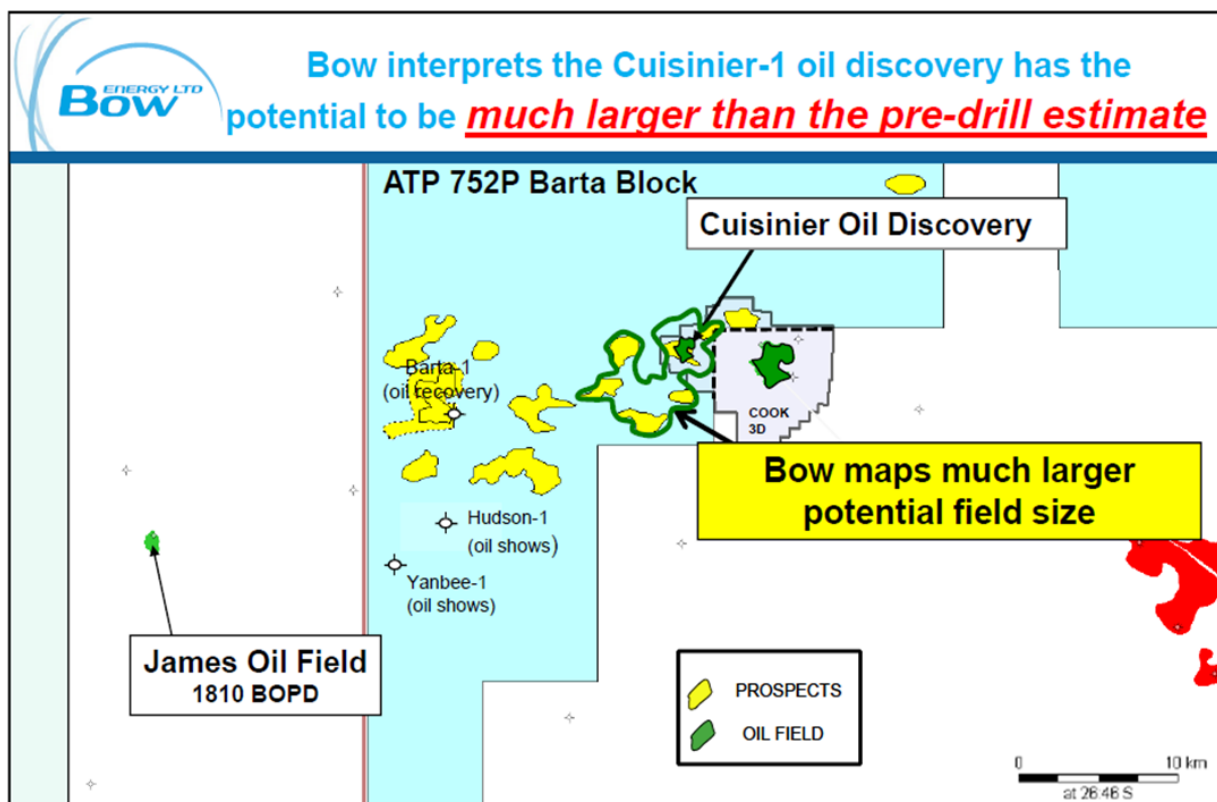 ENERGY LTD
BOW
Bow interprets the Cuisinier-1 oil discovery has the
potential to be much larger than the pre-drill estimate
ATP 752P Barta Block
Cuisinier Oil Discovery
Barta-1
(oil recovery)
COOK
3D
Bow maps much larger
potential field size
Hudson-1
(oil shows)
Yanbee-1
(oil shows)
James Oil Field
1810 BOPD
PROSPECTS
OIL FIELD
0 10 km
at 26:46 S